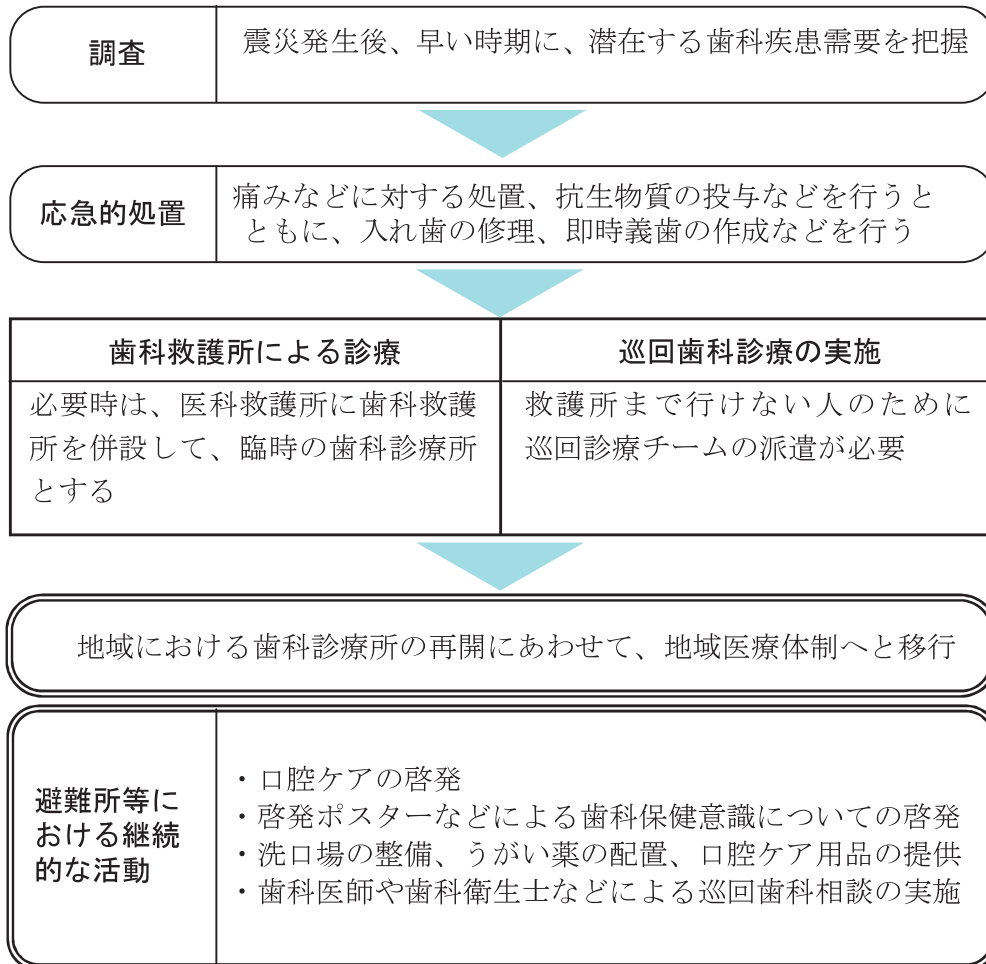 調査
震災発生後、早い時期に、潜在する歯科疾患需要を把握
応急的処置
痛みなどに対する処置、抗生物質の投与などを行うと
ともに、入れ歯の修理、即時義歯の作成などを行う
歯科救護所による診療
必要時は、医科救護所に歯科救護
所を併設して、臨時の歯科診療所
とする
巡回歯科診療の実施
救護所まで行けない人のために
巡回診療チームの派遣が必要
地域における歯科診療所の再開にあわせて、地域医療体制へと移行
避難所等に
おける継続
的な活動
・口腔ケアの啓発
・啓発ポスターなどによる歯科保健意識についての啓発
・洗口場の整備、うがい薬の配置、口腔ケア用品の提供
・歯科医師や歯科衛生士などによる巡回歯科相談の実施